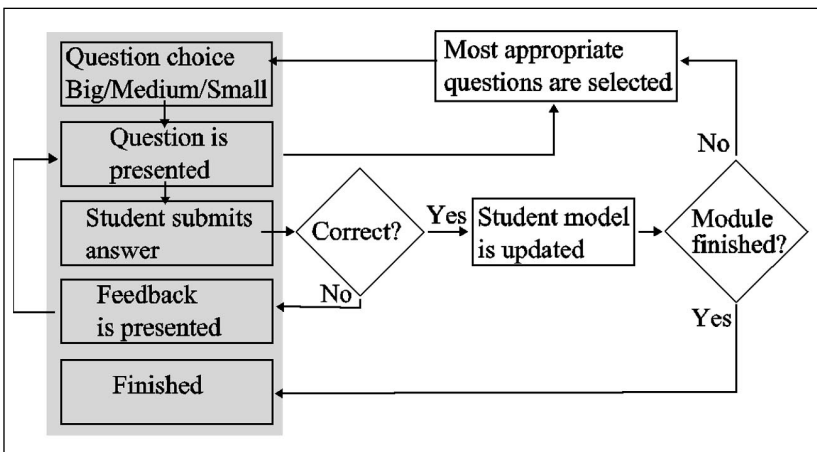 Question choice
Big/Medium/Small
Most appropriate
questions are selected
Question is
presented
No
Student submits
answer
Correct?
Yes
Student model
is updated
Module
finished?
No
Feedback
is presented
Yes
Finished